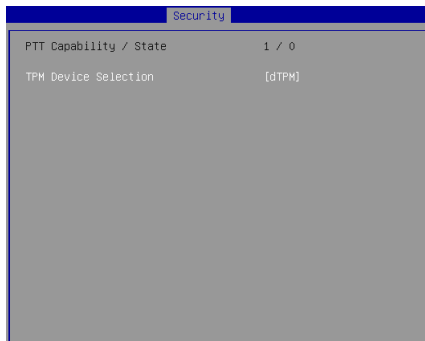 Security
PTT Capability / State 1 / 0
TPM Device Selection [dTPM]